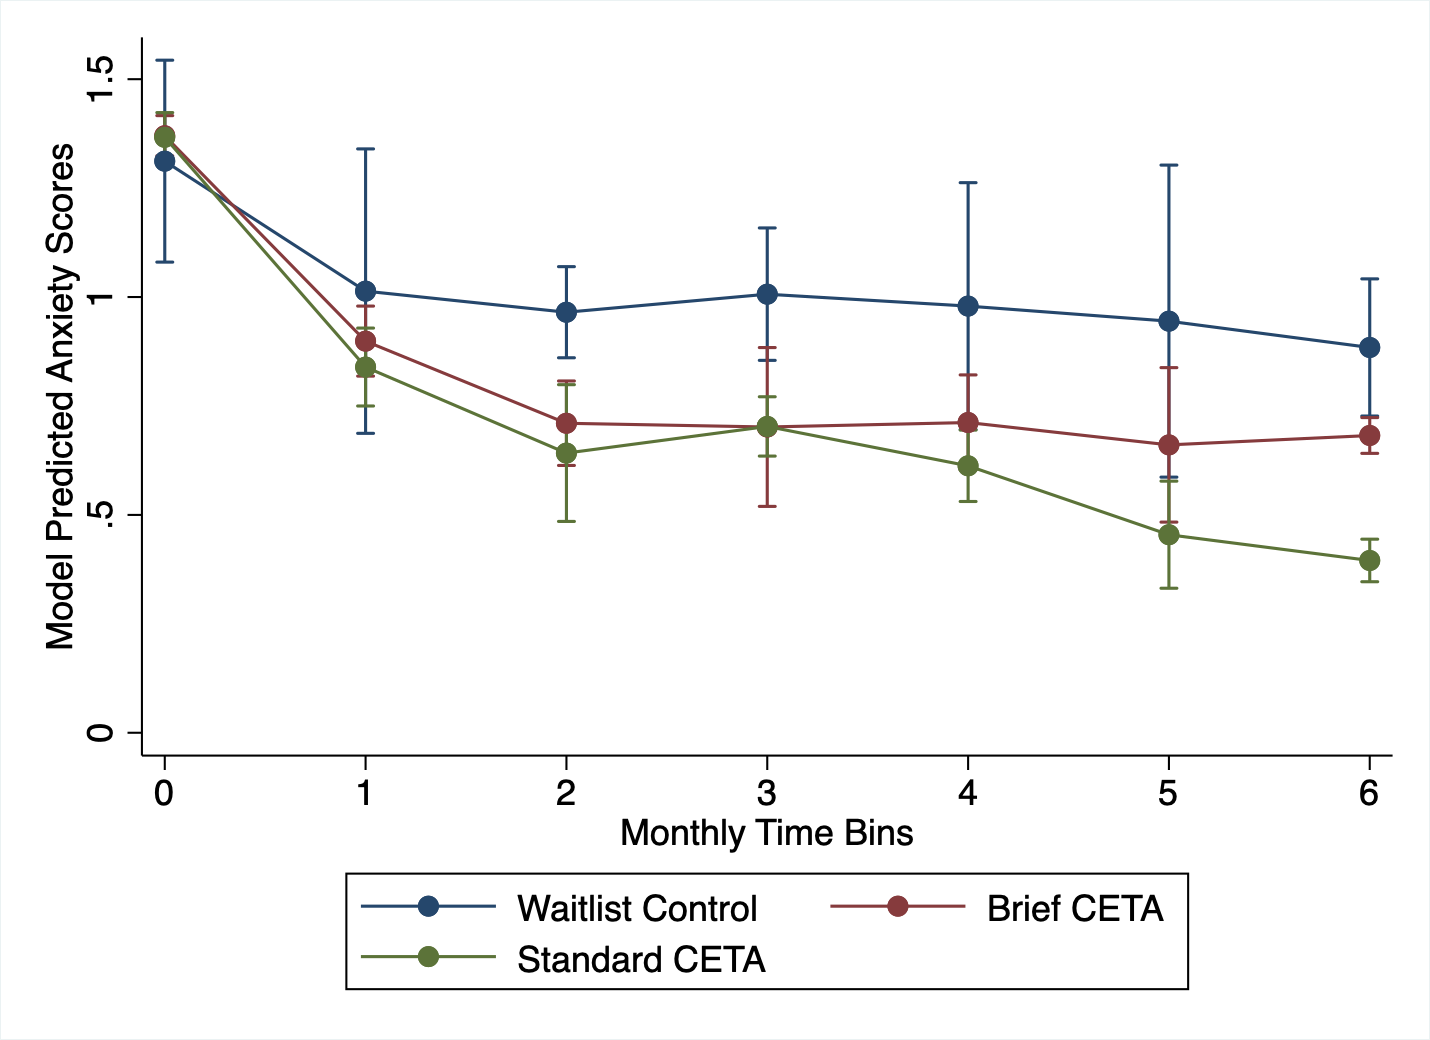 Model Predicted Anxiety Scores
1.5
1
.5
0
0 1 2 3 4 5 6
Monthly Time Bins
Waitlist Control Brief CETA
Standard CETA